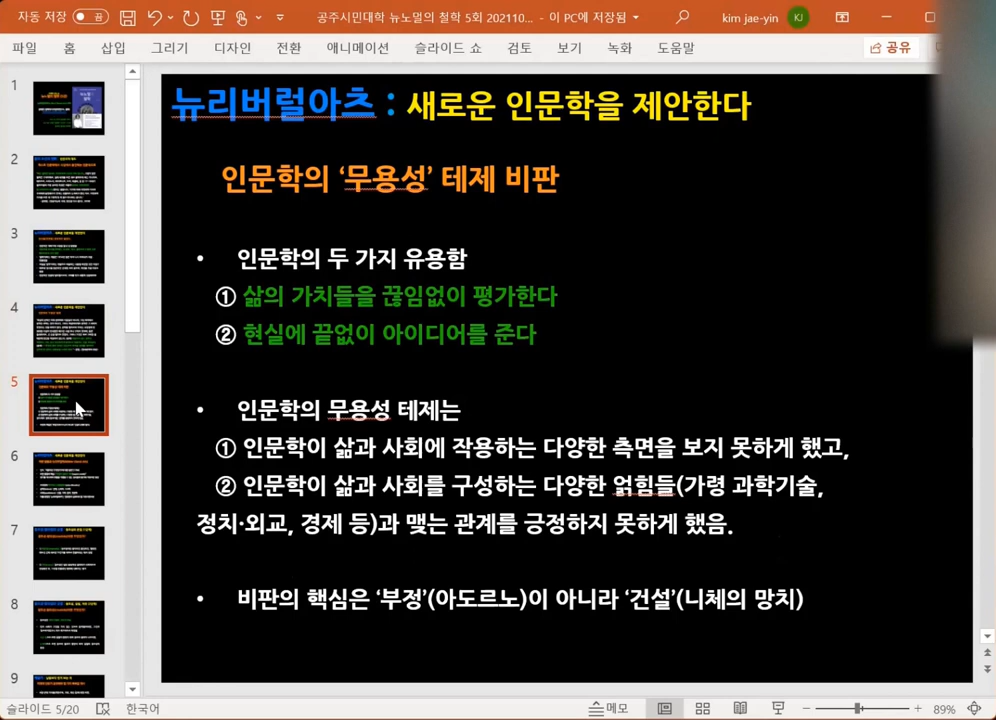 자동 저장 끔
공주시민대학 뉴노멀의 철학 5회 202110... - 이 PC에 저장됨
kim jae-yin KJ
파일 홈 삽입 그리기 디자인 전환 애니메이션 슬라이드 쇼 검토 보기 녹화 도움말 공유
1
2
3
4
5
6
7
8
9
뉴리버럴아츠 : 새로운 인문학을 제안한다
인문학의 ‘무용성’ 테제 비판
• 인문학의 두 가지 유용함
① 삶의 가치들을 끊임없이 평가한다
② 현실에 끝없이 아이디어를 준다
• 인문학의 무용성 테제는
① 인문학이 삶과 사회에 작용하는 다양한 측면을 보지 못하게 했고,
② 인문학이 삶과 사회를 구성하는 다양한 얽힘들(가령 과학기술,
정치·외교, 경제 등)과 맺는 관계를 긍정하지 못하게 했음.
• 비판의 핵심은 ‘부정’(아도르노)이 아니라 ‘건설’(니체의 망치)
슬라이드 5/20 한국어 메모 89%